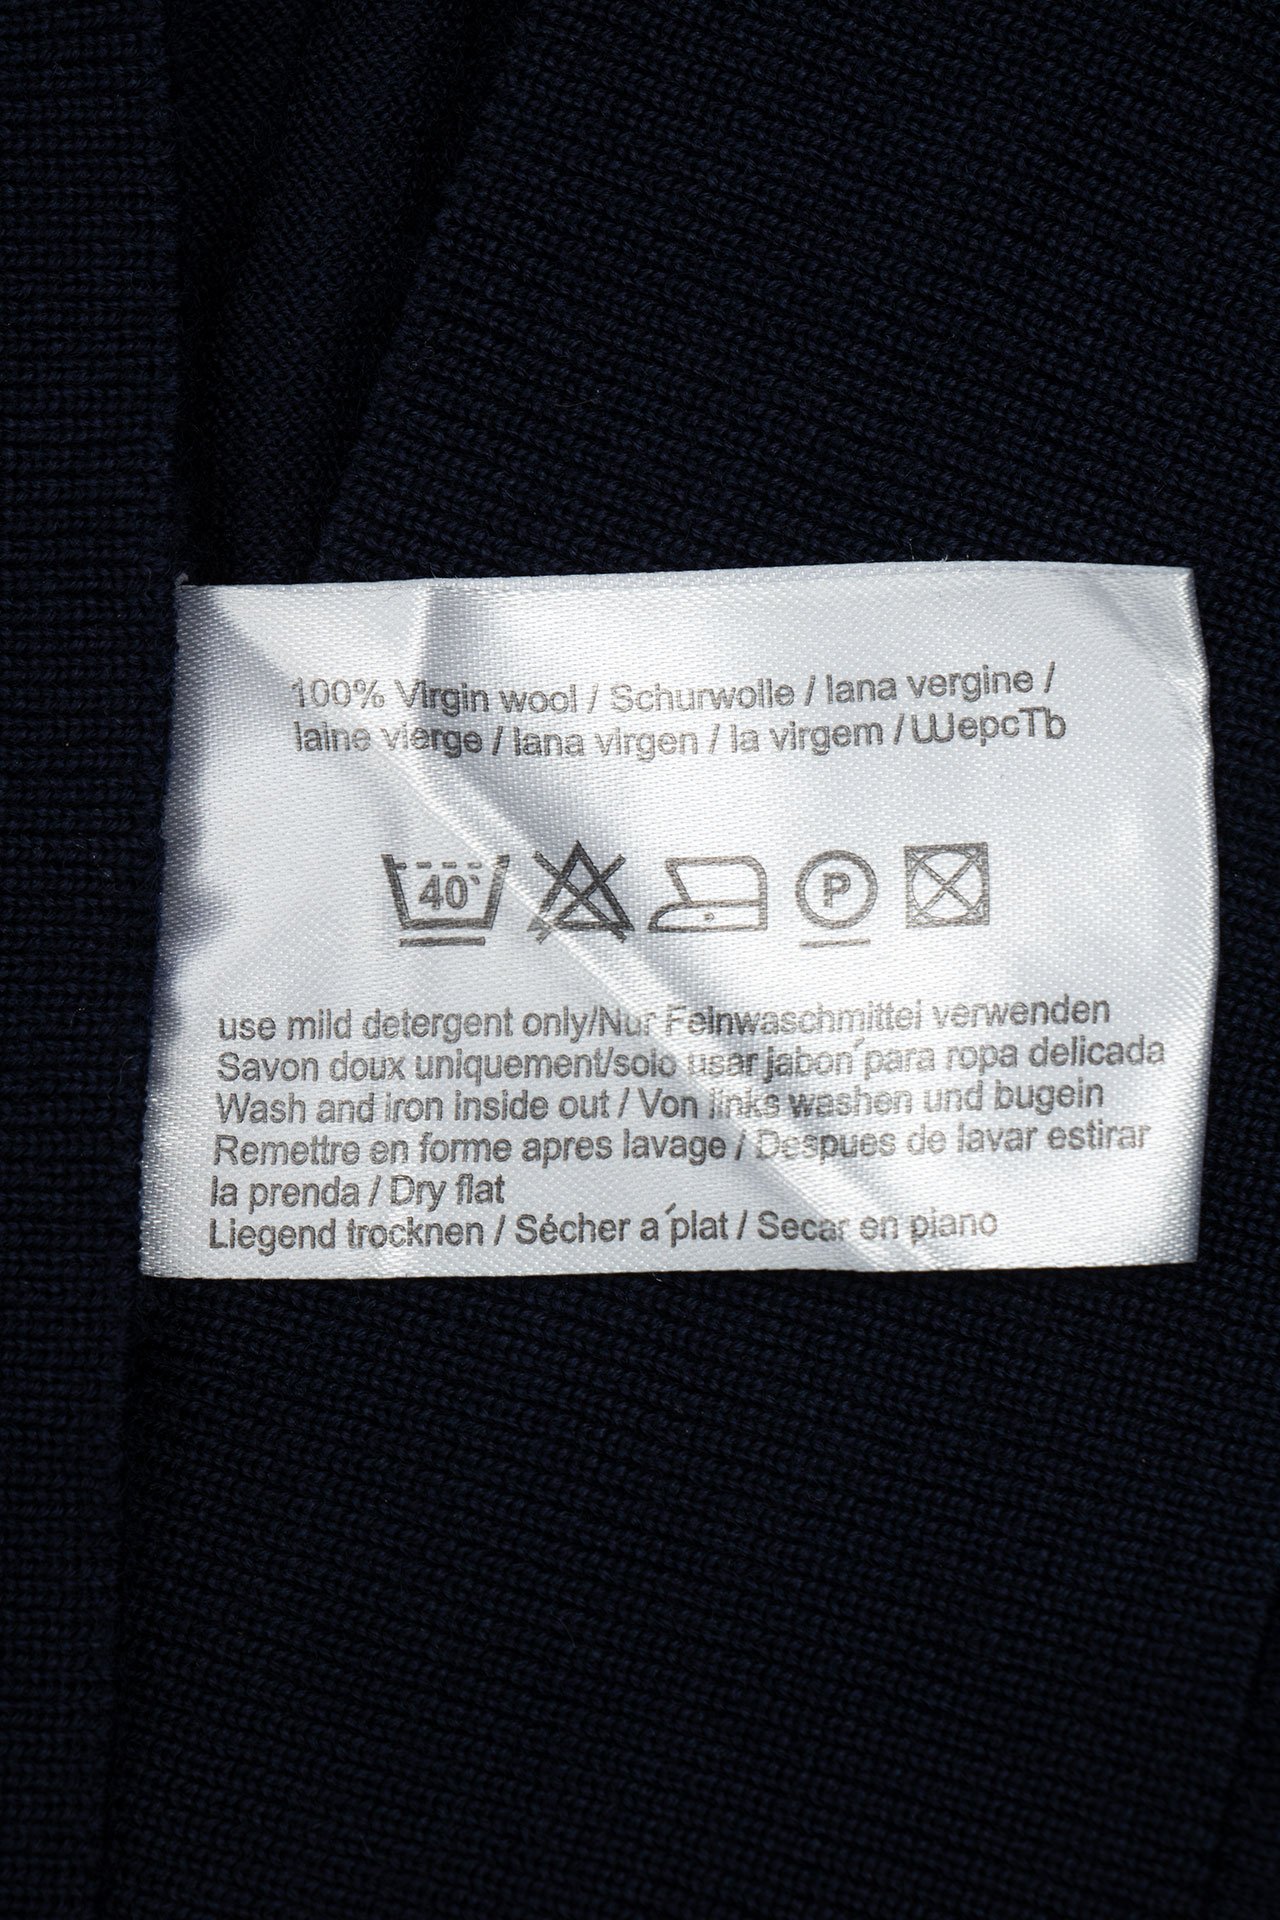 100% Virgin wool / Schurwolle / lana vergine /
laine vierge / lana virgen / la virgem / ШерсТЬ
40°
P
use mild detergent only/Nur Feinwaschmittei verwenden
Savon doux uniquement/solo usar jabon´para ropa delicada
Wash and iron inside out / Von links washen und bugein
Remettre en forme apres lavage / Despues de lavar estirar
la prenda / Dry flat
Liegend trocknen / Sécher a´plat / Secar en piano